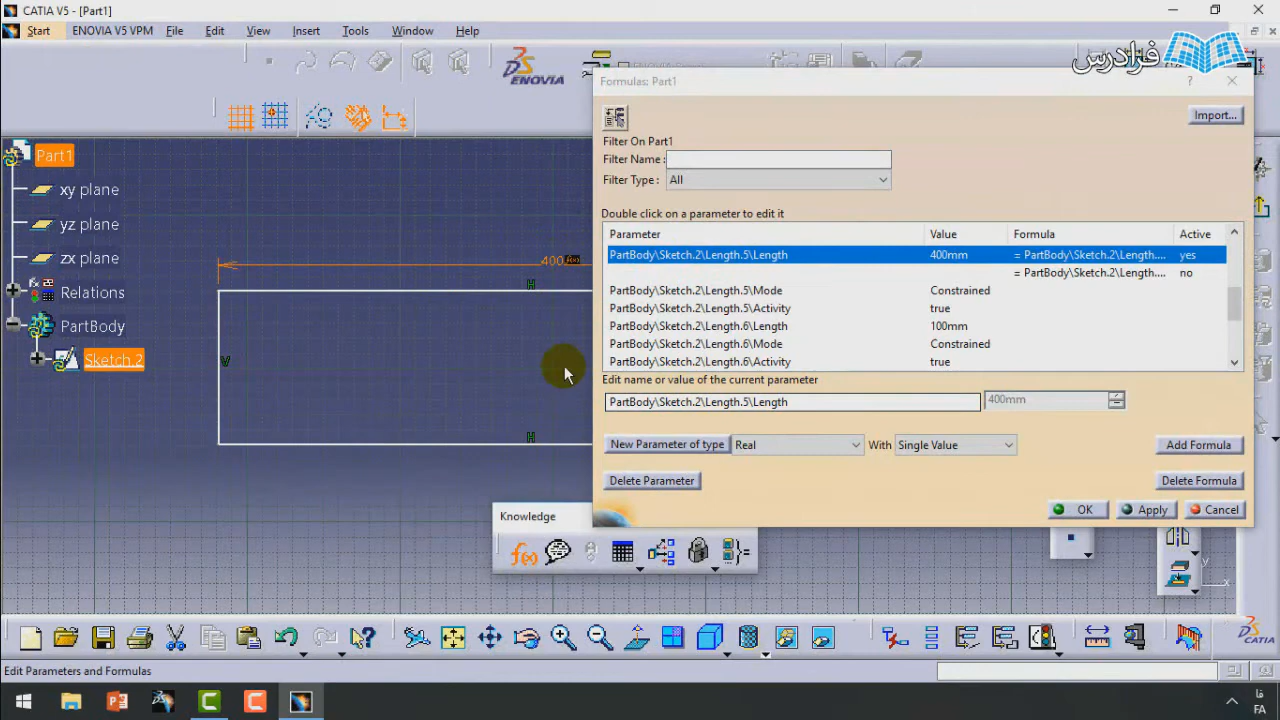 CATIA V5 - [Part1]
Start ENOVIA V5 VPM File Edit View Insert Tools Window Help
فرادرس
ENOVIA
Formulas: Part1
Import...
Filter On Part1
Filter Name :
Filter Type : All
Double click on a parameter to edit it
Parameter Value Formula Active
PartBody\Sketch.2\Length.5\Length 400mm = PartBody\Sketch.2\Length.... yes
= PartBody\Sketch.2\Length.... no
PartBody\Sketch.2\Length.5\Mode Constrained
PartBody\Sketch.2\Length.5\Activity true
PartBody\Sketch.2\Length.6\Length 100mm
PartBody\Sketch.2\Length.6\Mode Constrained
PartBody\Sketch.2\Length.6\Activity true
Edit name or value of the current parameter
PartBody\Sketch.2\Length.5\Length 400mm
New Parameter of type Real With Single Value Add Formula
Delete Parameter Delete Formula
OK Apply Cancel
Part1
xy plane
yz plane
zx plane
Relations
PartBody
Sketch.2
400
H
V
H
Knowledge
f(x)
y
x
CATIA
Edit Parameters and Formulas
فا
FA